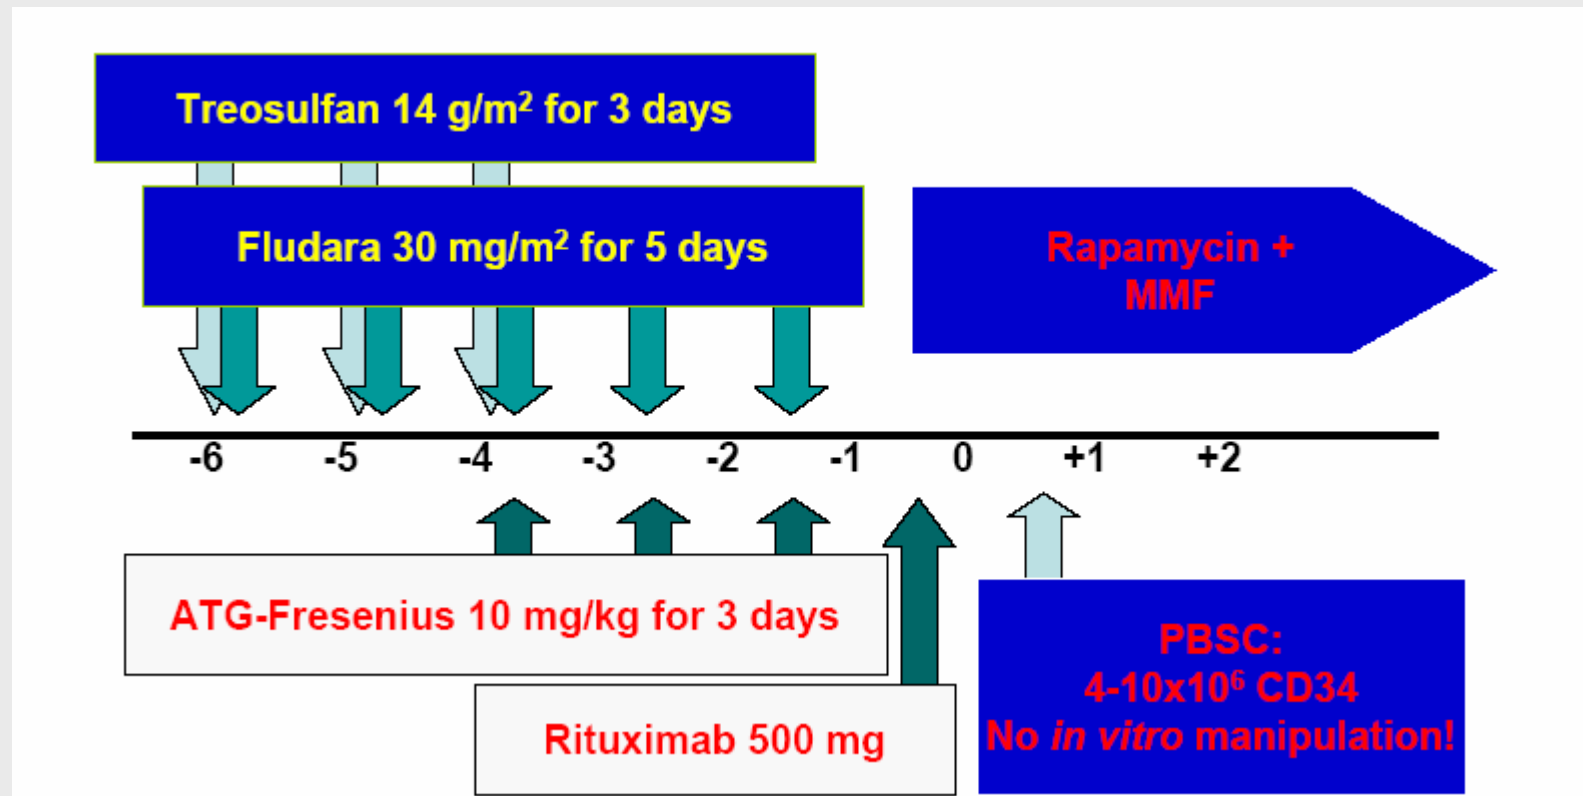 Treosulfan 14 g/m² for 3 days
Fludara 30 mg/m² for 5 days
Rapamycin +
MMF
-6 -5 -4 -3 -2 -1 0 +1 +2
ATG-Fresenius 10 mg/kg for 3 days
Rituximab 500 mg
PBSC:
4-10x10⁶ CD34
No in vitro manipulation!